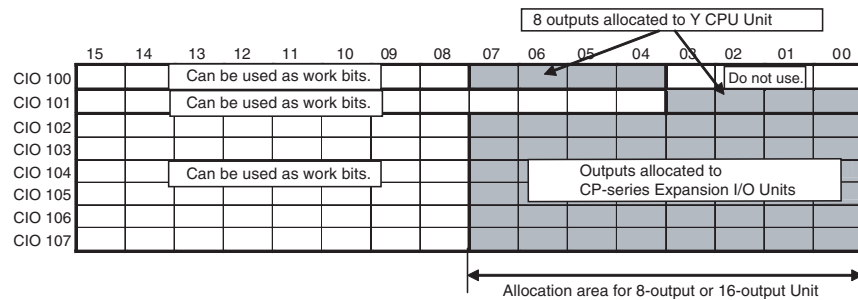 8 outputs allocated to Y CPU Unit
15 14 13 12 11 10 09 08 07 06 05 04 03 02 01 00
CIO 100 Can be used as work bits. Do not use.
CIO 101 Can be used as work bits.
CIO 102
CIO 103
CIO 104 Can be used as work bits. Outputs allocated to
CIO 105 CP-series Expansion I/O Units
CIO 106
CIO 107
Allocation area for 8-output or 16-output Unit